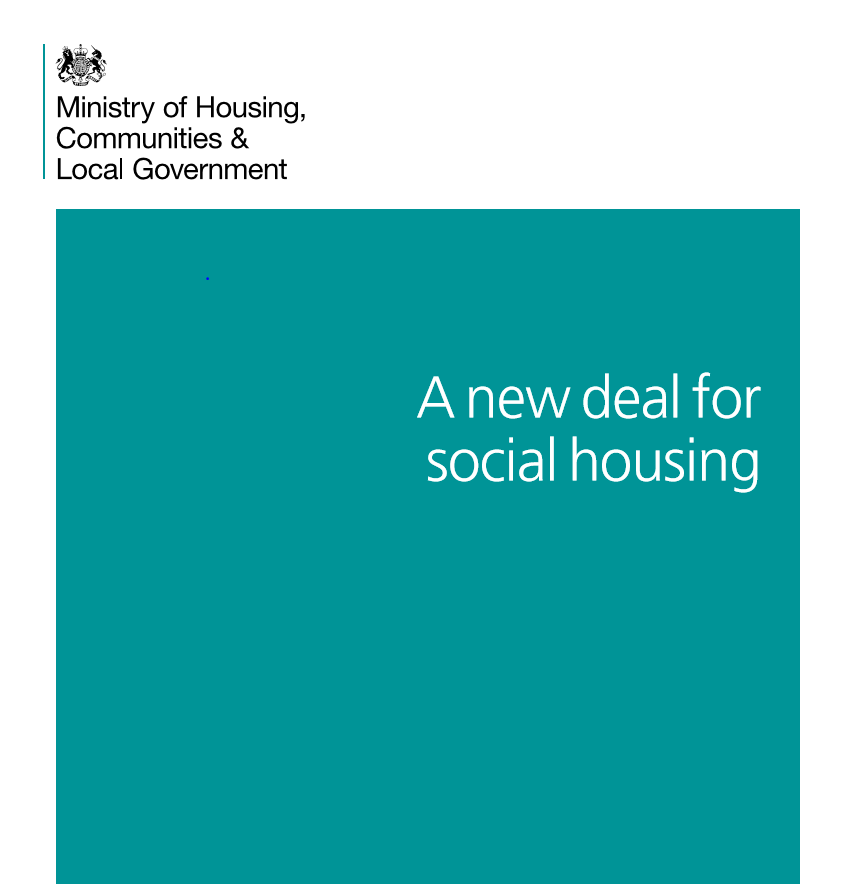 Ministry of Housing,
Communities &
Local Government
A new deal for
social housing